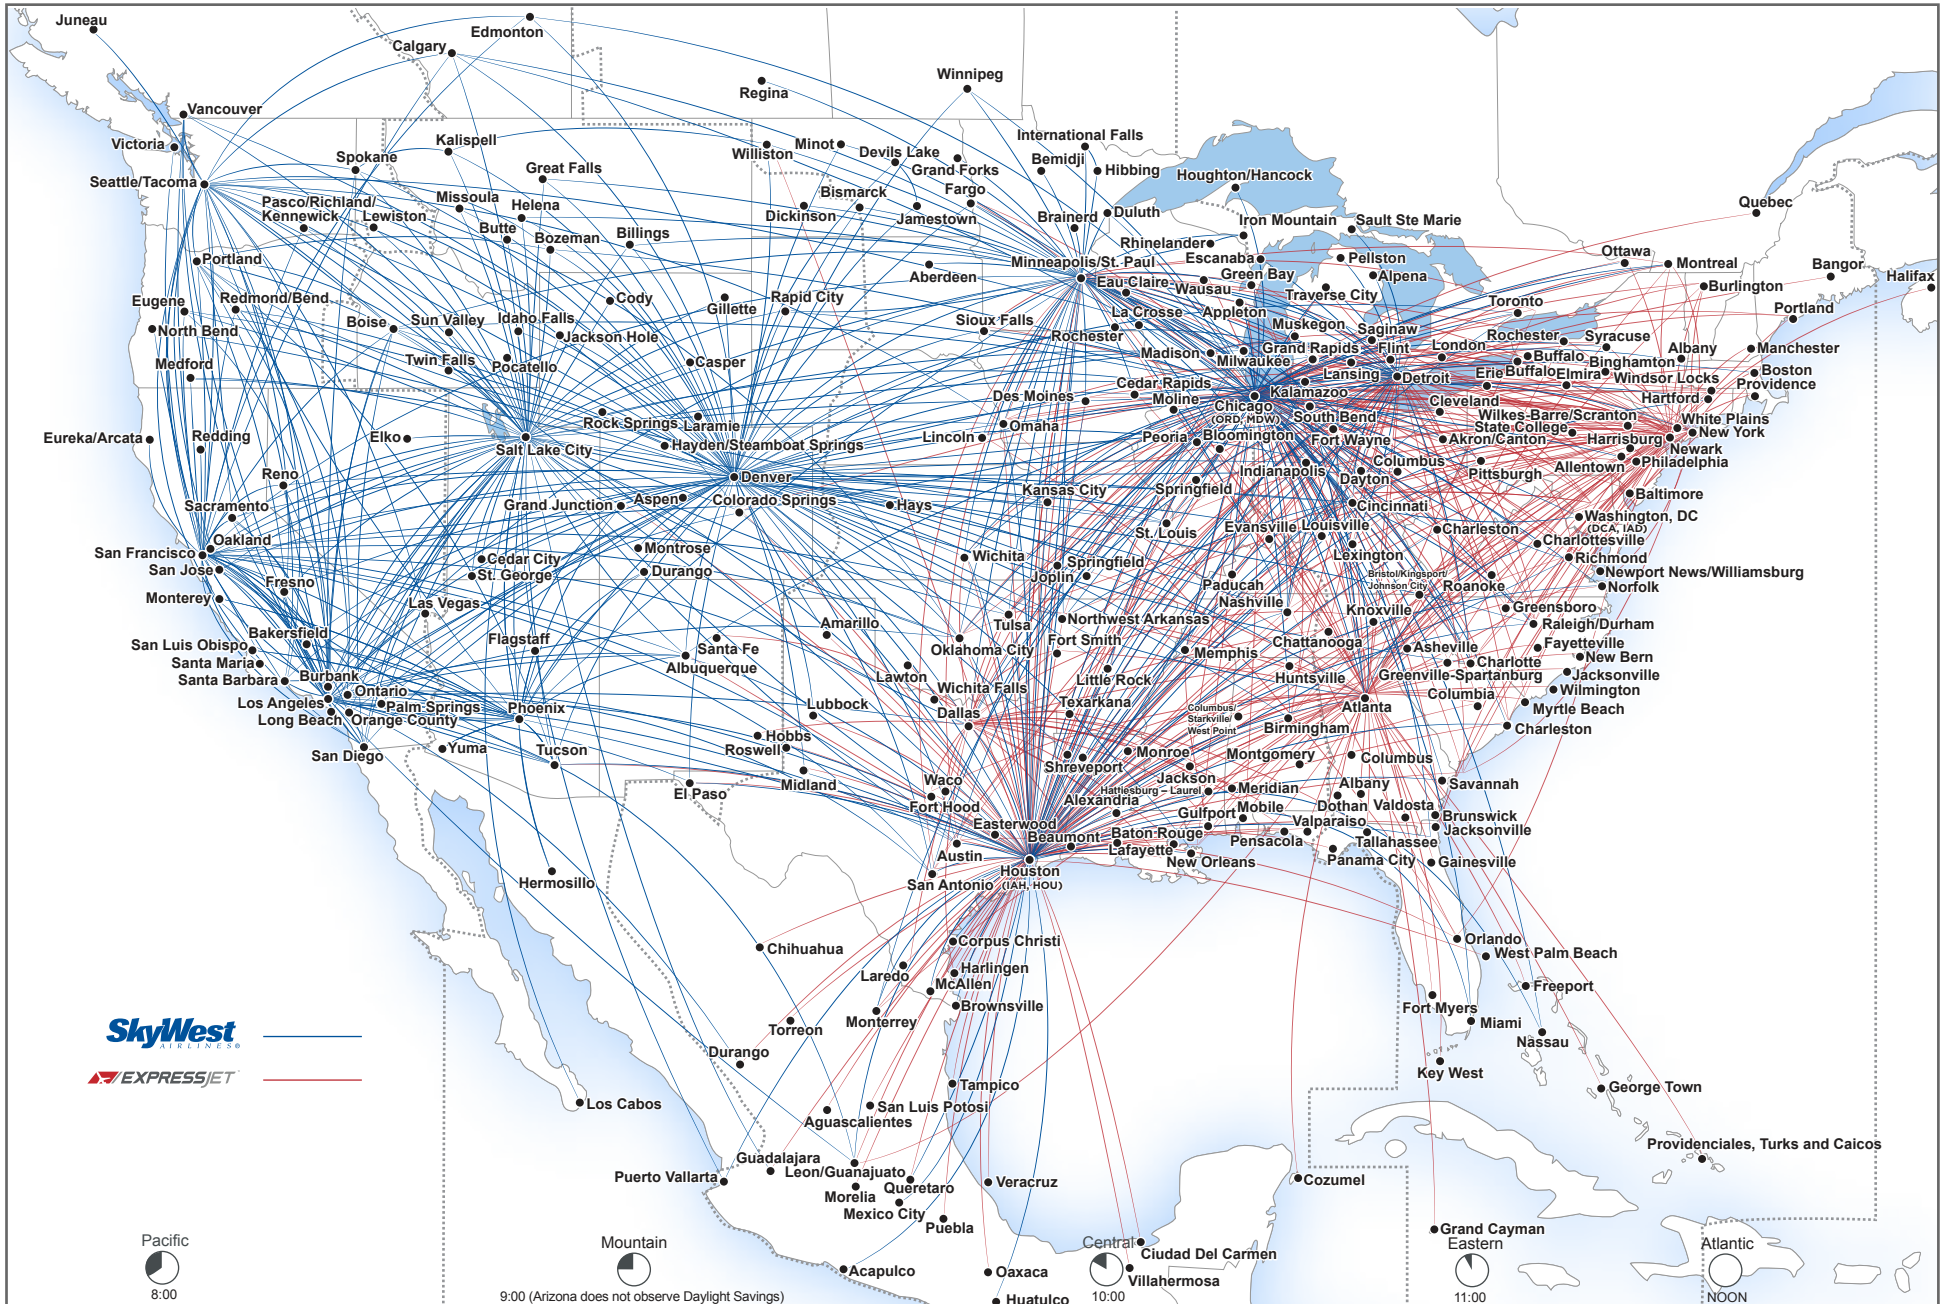 Juneau
Edmonton
Calgary
Winnipeg
Regina
Vancouver
Victoria
Kalispell
Spokane
Williston
Minot
Devils Lake
International Falls
Bemidji
Hibbing
Grand Forks
Great Falls
Seattle/Tacoma
Fargo
Houghton/Hancock
Bismarck
Pasco/Richland/
Kennewick
Lewiston
Missoula
Helena
Dickinson
Jamestown
Brainerd
Duluth
Iron Mountain
Sault Ste Marie
Quebec
Butte
Bozeman
Billings
Rhinelander
Escanaba
Pellston
Ottawa
Montreal
Bangor
Halifax
Portland
Minneapolis/St. Paul
Aberdeen
Green Bay
Alpena
Eau Claire
Wausau
Traverse City
Burlington
Eugene
Redmond/Bend
Cody
Gillette
Rapid City
Toronto
Portland
North Bend
Boise
Sun Valley
Idaho Falls
Jackson Hole
Sioux Falls
La Crosse
Appleton
Muskegon
Saginaw
Rochester
Rochester
Syracuse
Medford
Twin Falls
Pocatello
Casper
Madison
Milwaukee
Grand Rapids
Flint
London
Buffalo
Binghamton
Albany
Manchester
Lansing
Detroit
Erie
Buffalo
Elmira
Windsor Locks
Boston
Providence
Des Moines
Cedar Rapids
Moline
Chicago
(ORD, MDW)
Kalamazoo
South Bend
Cleveland
Hartford
Rock Springs
Laramie
Wilkes-Barre/Scranton
State College
White Plains
New York
Eureka/Arcata
Redding
Elko
Salt Lake City
Hayden/Steamboat Springs
Lincoln
Omaha
Peoria
Bloomington
Fort Wayne
Akron/Canton
Harrisburg
Newark
Reno
Denver
Indianapolis
Dayton
Columbus
Pittsburgh
Allentown
Philadelphia
Sacramento
Grand Junction
Aspen
Colorado Springs
Hays
Kansas City
Springfield
Cincinnati
Baltimore
Oakland
San Francisco
San Jose
St. Louis
Evansville
Louisville
Charleston
Washington, DC
(DCA, IAD)
Charlottesville
Cedar City
St. George
Montrose
Durango
Wichita
Springfield
Joplin
Lexington
Richmond
Fresno
Monterey
Paducah
Bristol/Kingsport/
Johnson City
Roanoke
Newport News/Williamsburg
Norfolk
Las Vegas
Nashville
Knoxville
Greensboro
Raleigh/Durham
Bakersfield
San Luis Obispo
Santa Maria
Santa Barbara
Flagstaff
Santa Fe
Albuquerque
Amarillo
Tulsa
Northwest Arkansas
Oklahoma City
Fort Smith
Memphis
Chattanooga
Asheville
Charlotte
Fayetteville
New Bern
Burbank
Ontario
Los Angeles
Palm Springs
Long Beach
Orange County
Phoenix
Lawton
Wichita Falls
Little Rock
Huntsville
Greenville-Spartanburg
Columbia
Jacksonville
Wilmington
Myrtle Beach
Lubbock
Dallas
Texarkana
Columbus/
Starkville/
West Point
Birmingham
Atlanta
Charleston
San Diego
Yuma
Tucson
Hobbs
Roswell
Midland
Shreveport
Monroe
Montgomery
Columbus
El Paso
Waco
Fort Hood
Jackson
Hattiesburg – Laurel
Meridian
Albany
Savannah
Alexandria
Dothan
Valdosta
Brunswick
Jacksonville
Easterwood
Beaumont
Baton Rouge
Gulfport
Mobile
Valparaiso
Pensacola
Tallahassee
Austin
Lafayette
New Orleans
Panama City
Gainesville
Hermosillo
San Antonio
Houston
(IAH, HOU)
Chihuahua
Corpus Christi
Orlando
West Palm Beach
Laredo
Harlingen
McAllen
Brownsville
Freeport
Fort Myers
Miami
Nassau
SkyWest
AIRLINES®
EXPRESSJET
Torreon
Monterrey
Durango
Key West
Los Cabos
Tampico
San Luis Potosi
Aguascalientes
George Town
Providenciales, Turks and Caicos
Guadalajara
Puerto Vallarta
Leon/Guanajuato
Morelia
Queretaro
Mexico City
Puebla
Veracruz
Cozumel
Grand Cayman
Pacific
8:00
Mountain
9:00 (Arizona does not observe Daylight Savings)
Acapulco
Oaxaca
Huatulco
Central
10:00
Ciudad Del Carmen
Villahermosa
Eastern
11:00
Atlantic
NOON